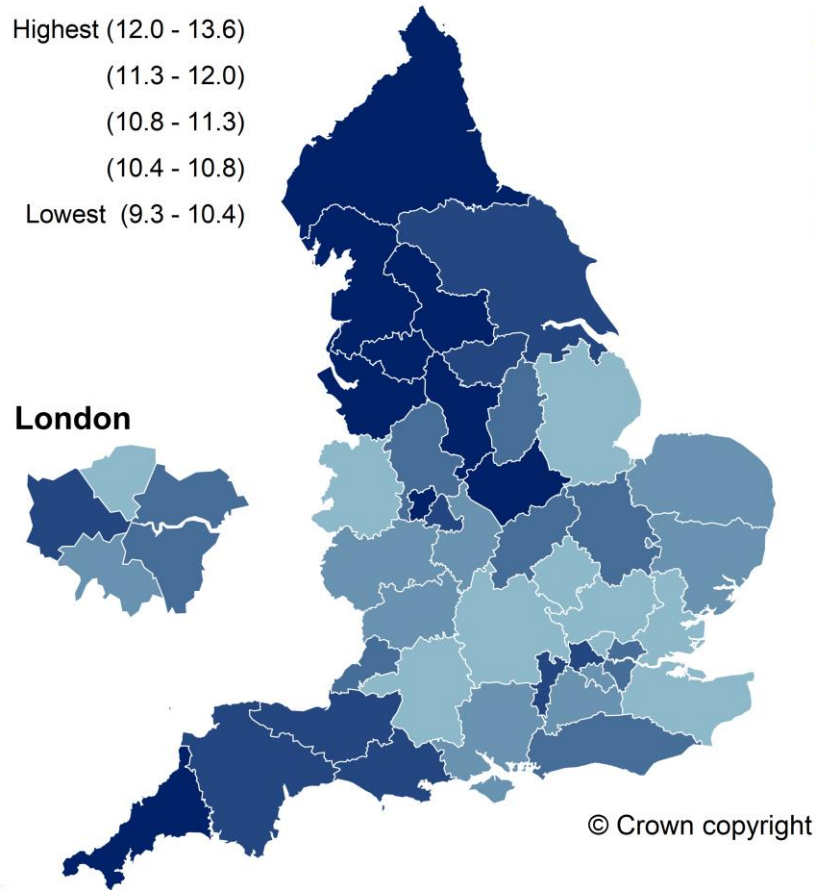 Highest (12.0 - 13.6)
(11.3 - 12.0)
(10.8 - 11.3)
(10.4 - 10.8)
Lowest (9.3 - 10.4)
London
© Crown copyright